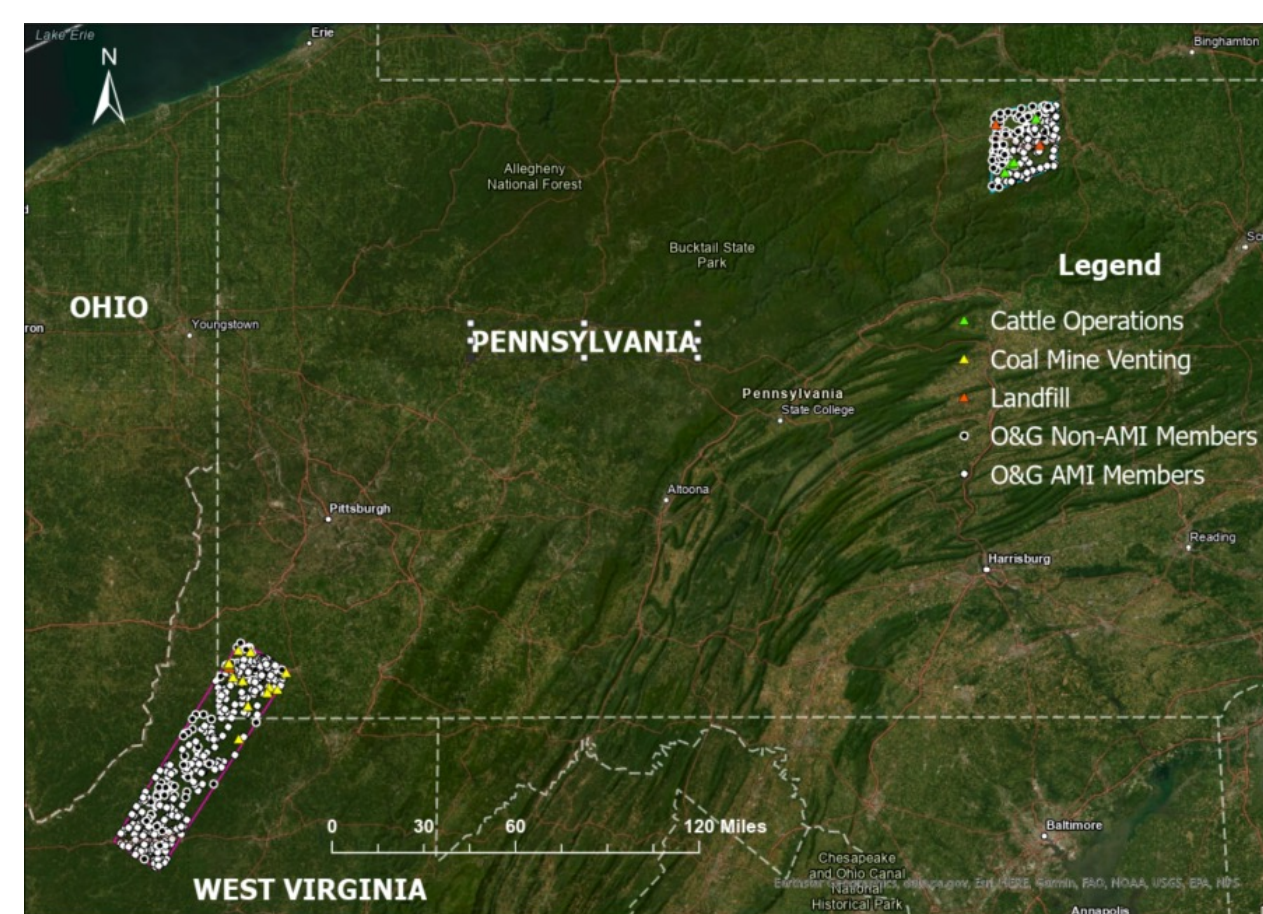 Lake Erie
Erie
Binghamton
N
Allegheny
National Forest
Bucktail State
Park
Legend
OHIO
Youngstown
PENNSYLVANIA
Cattle Operations
Coal Mine Venting
Landfill
O&G Non-AMI Members
O&G AMI Members
Pennsylvania
State College
Altoona
Pittsburgh
Reading
Harrisburg
0 30 60 120 Miles
Baltimore
Chesapeake
and Ohio Canal
National
Historical Park
WEST VIRGINIA
Annapolis